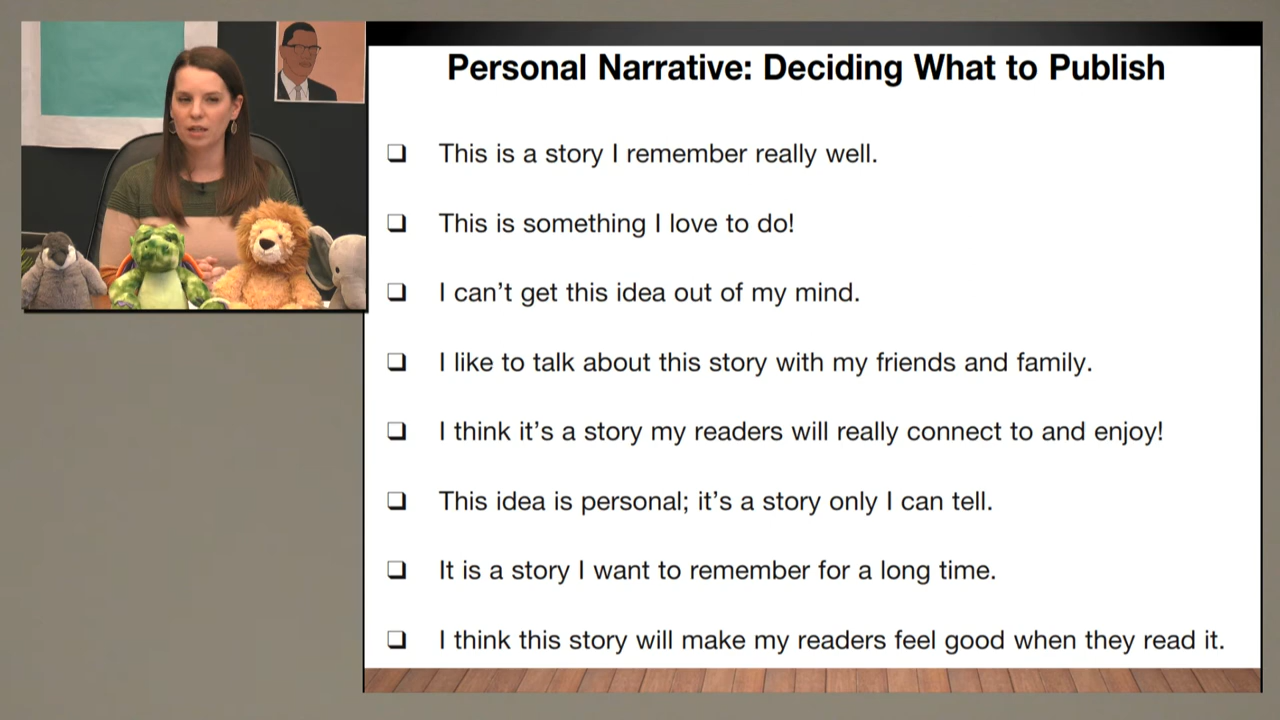 Personal Narrative: Deciding What to Publish
❑ This is a story I remember really well.
❑ This is something I love to do!
❑ I can’t get this idea out of my mind.
❑ I like to talk about this story with my friends and family.
❑ I think it’s a story my readers will really connect to and enjoy!
❑ This idea is personal; it’s a story only I can tell.
❑ It is a story I want to remember for a long time.
❑ I think this story will make my readers feel good when they read it.